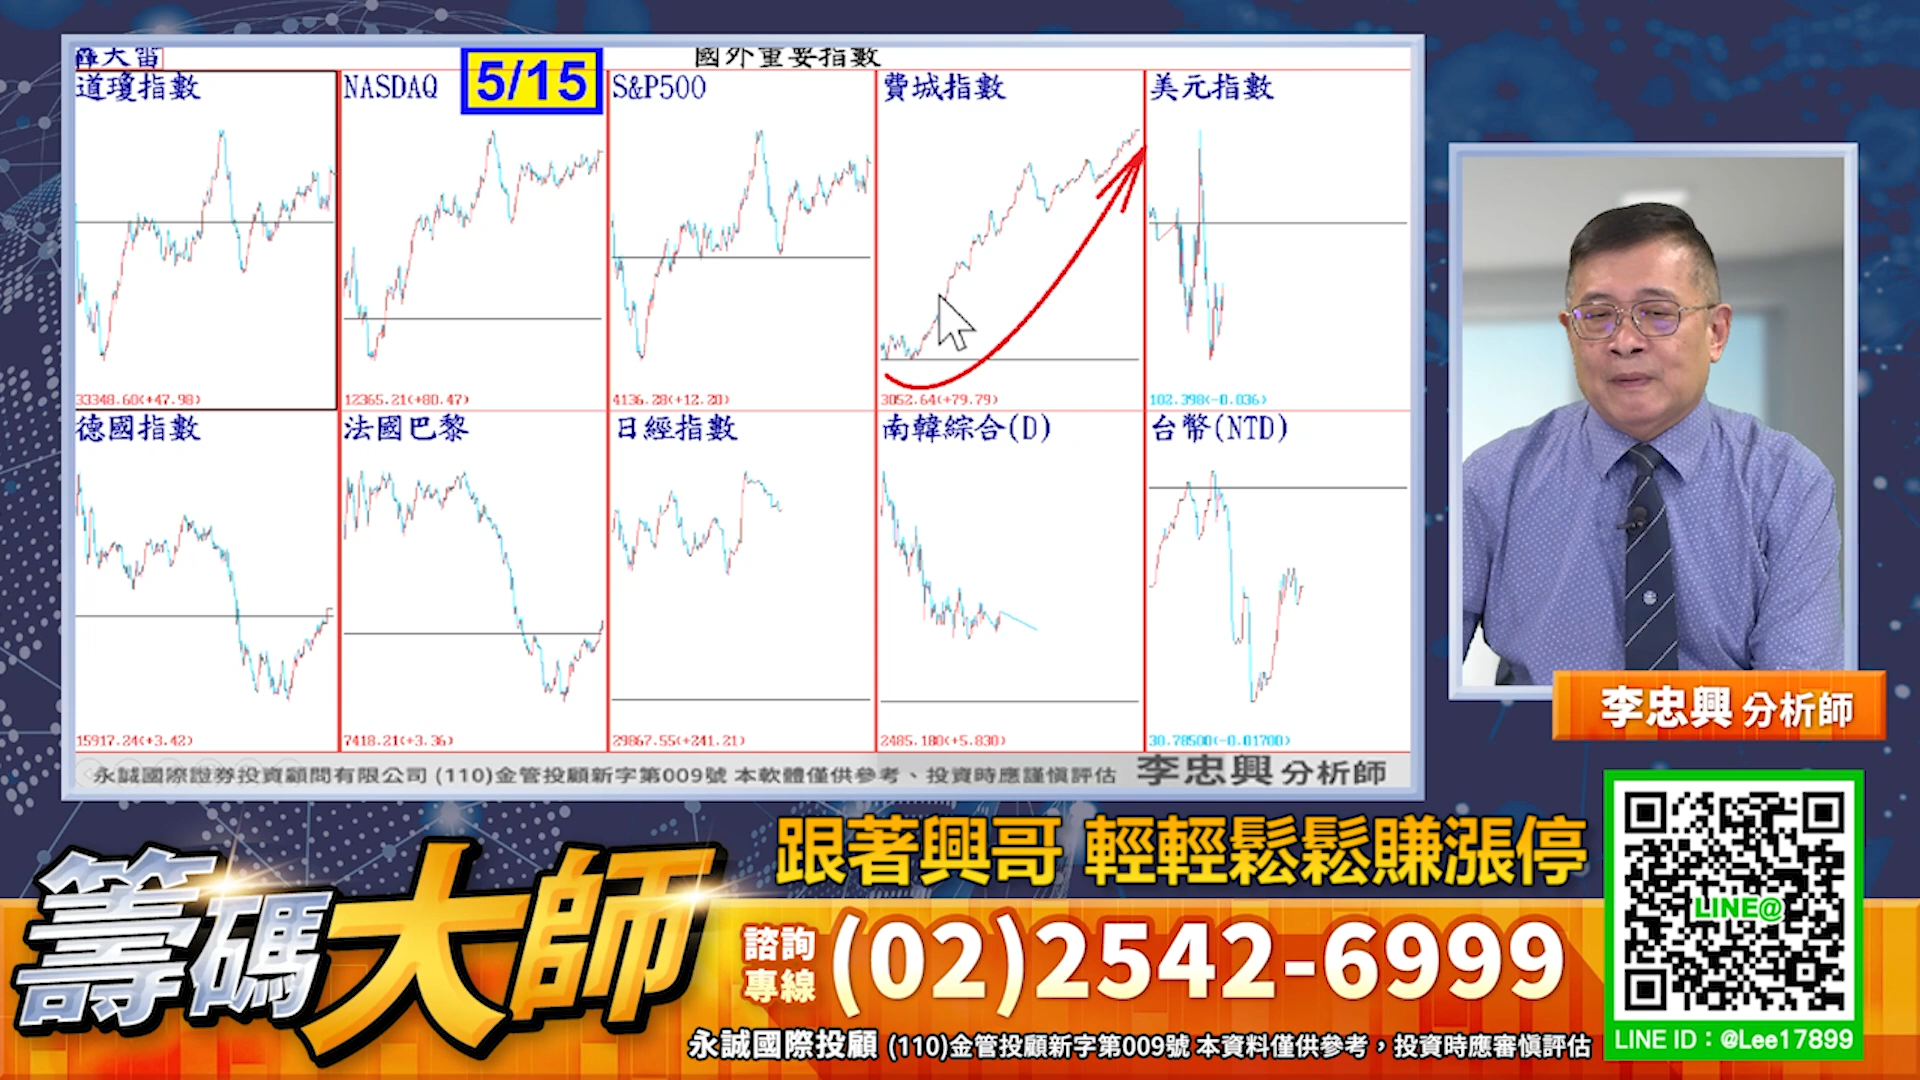 轟大雷
國外重要指數
5/15
道瓊指數
NASDAQ
S&P500
費城指數
美元指數
33348.60(+47.98)
12365.21(+80.47)
4136.28(+12.20)
3052.64(+79.79)
102.398(-0.036)
德國指數
法國巴黎
日經指數
南韓綜合(D)
台幣(NTD)
15917.24(+3.42)
7418.21(+3.36)
29867.55(+241.21)
2485.180(+5.830)
30.78500(-0.01700)
永誠國際證券投資顧問有限公司 (110)金管投顧新字第009號 本軟體僅供參考、投資時應謹慎評估
李忠興 分析師
李忠興 分析師
籌碼大師
跟著興哥 輕輕鬆鬆賺漲停
諮詢專線 (02)2542-6999
永誠國際投顧 (110)金管投顧新字第009號 本資料僅供參考，投資時應審慎評估
LINE@
LINE ID：@Lee17899